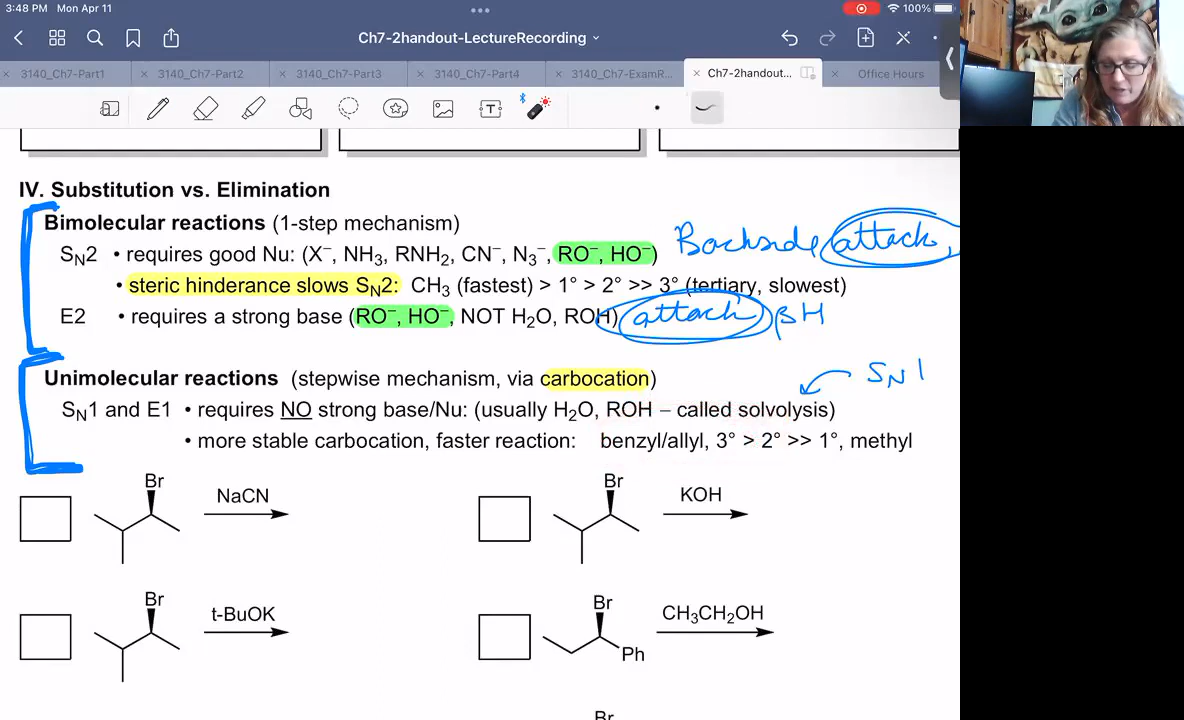 3:48 PM Mon Apr 11
100%
Ch7-2handout-LectureRecording
3140_Ch7-Part1
3140_Ch7-Part2
3140_Ch7-Part3
3140_Ch7-Part4
3140_Ch7-ExamR...
Ch7-2handout...
Office Hours
IV. Substitution vs. Elimination
Bimolecular reactions (1-step mechanism)
Backside attack
SN2 • requires good Nu: (X⁻, NH₃, RNH₂, CN⁻, N₃⁻, RO⁻, HO⁻)
• steric hinderance slows SN2: CH₃ (fastest) > 1° > 2° >> 3° (tertiary, slowest)
E2 • requires a strong base (RO⁻, HO⁻, NOT H₂O, ROH) attack βH
Unimolecular reactions (stepwise mechanism, via carbocation)
SN1
SN1 and E1 • requires NO strong base/Nu: (usually H₂O, ROH – called solvolysis)
• more stable carbocation, faster reaction: benzyl/allyl, 3° > 2° >> 1°, methyl
Br NaCN
Br KOH
Br t-BuOK
Br CH₃CH₂OH
Ph
Br